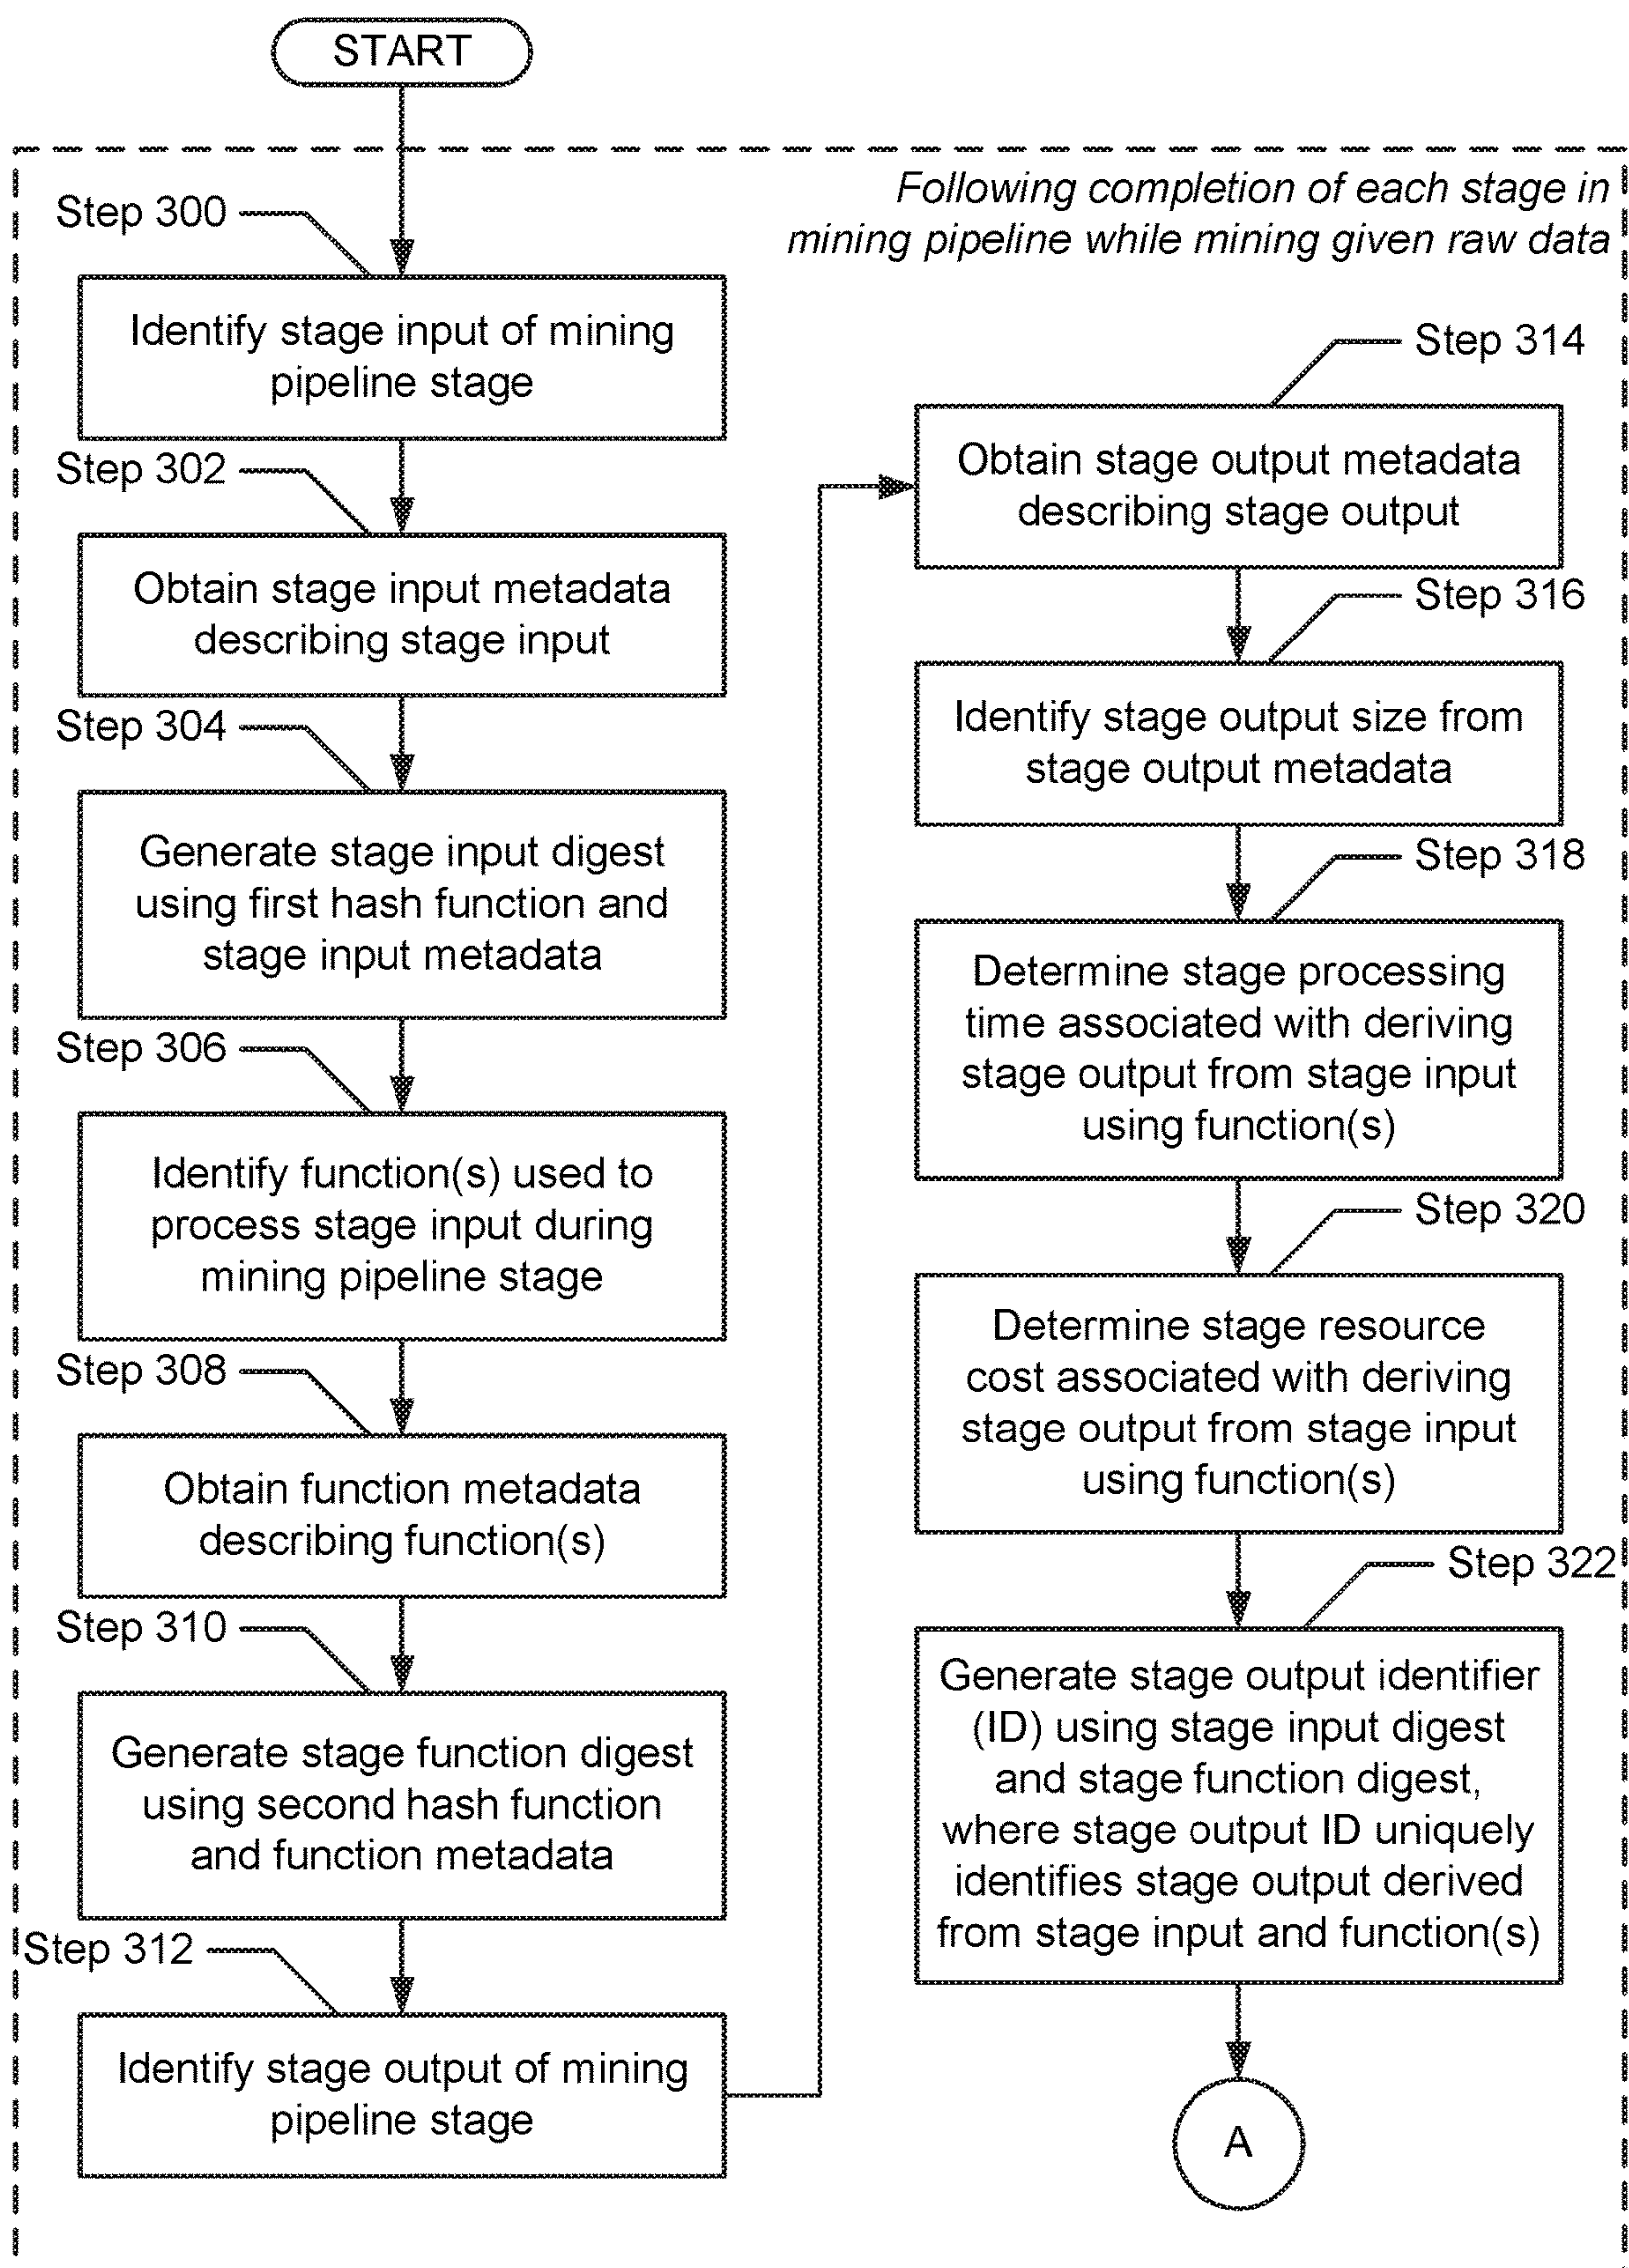 START
Following completion of each stage in
mining pipeline while mining given raw data
Step 300
Identify stage input of mining
pipeline stage
Step 302
Obtain stage input metadata
describing stage input
Step 304
Generate stage input digest
using first hash function and
stage input metadata
Step 306
Identify function(s) used to
process stage input during
mining pipeline stage
Step 308
Obtain function metadata
describing function(s)
Step 310
Generate stage function digest
using second hash function
and function metadata
Step 312
Identify stage output of mining
pipeline stage
Step 314
Obtain stage output metadata
describing stage output
Step 316
Identify stage output size from
stage output metadata
Step 318
Determine stage processing
time associated with deriving
stage output from stage input
using function(s)
Step 320
Determine stage resource
cost associated with deriving
stage output from stage input
using function(s)
Step 322
Generate stage output identifier
(ID) using stage input digest
and stage function digest,
where stage output ID uniquely
identifies stage output derived
from stage input and function(s)
A